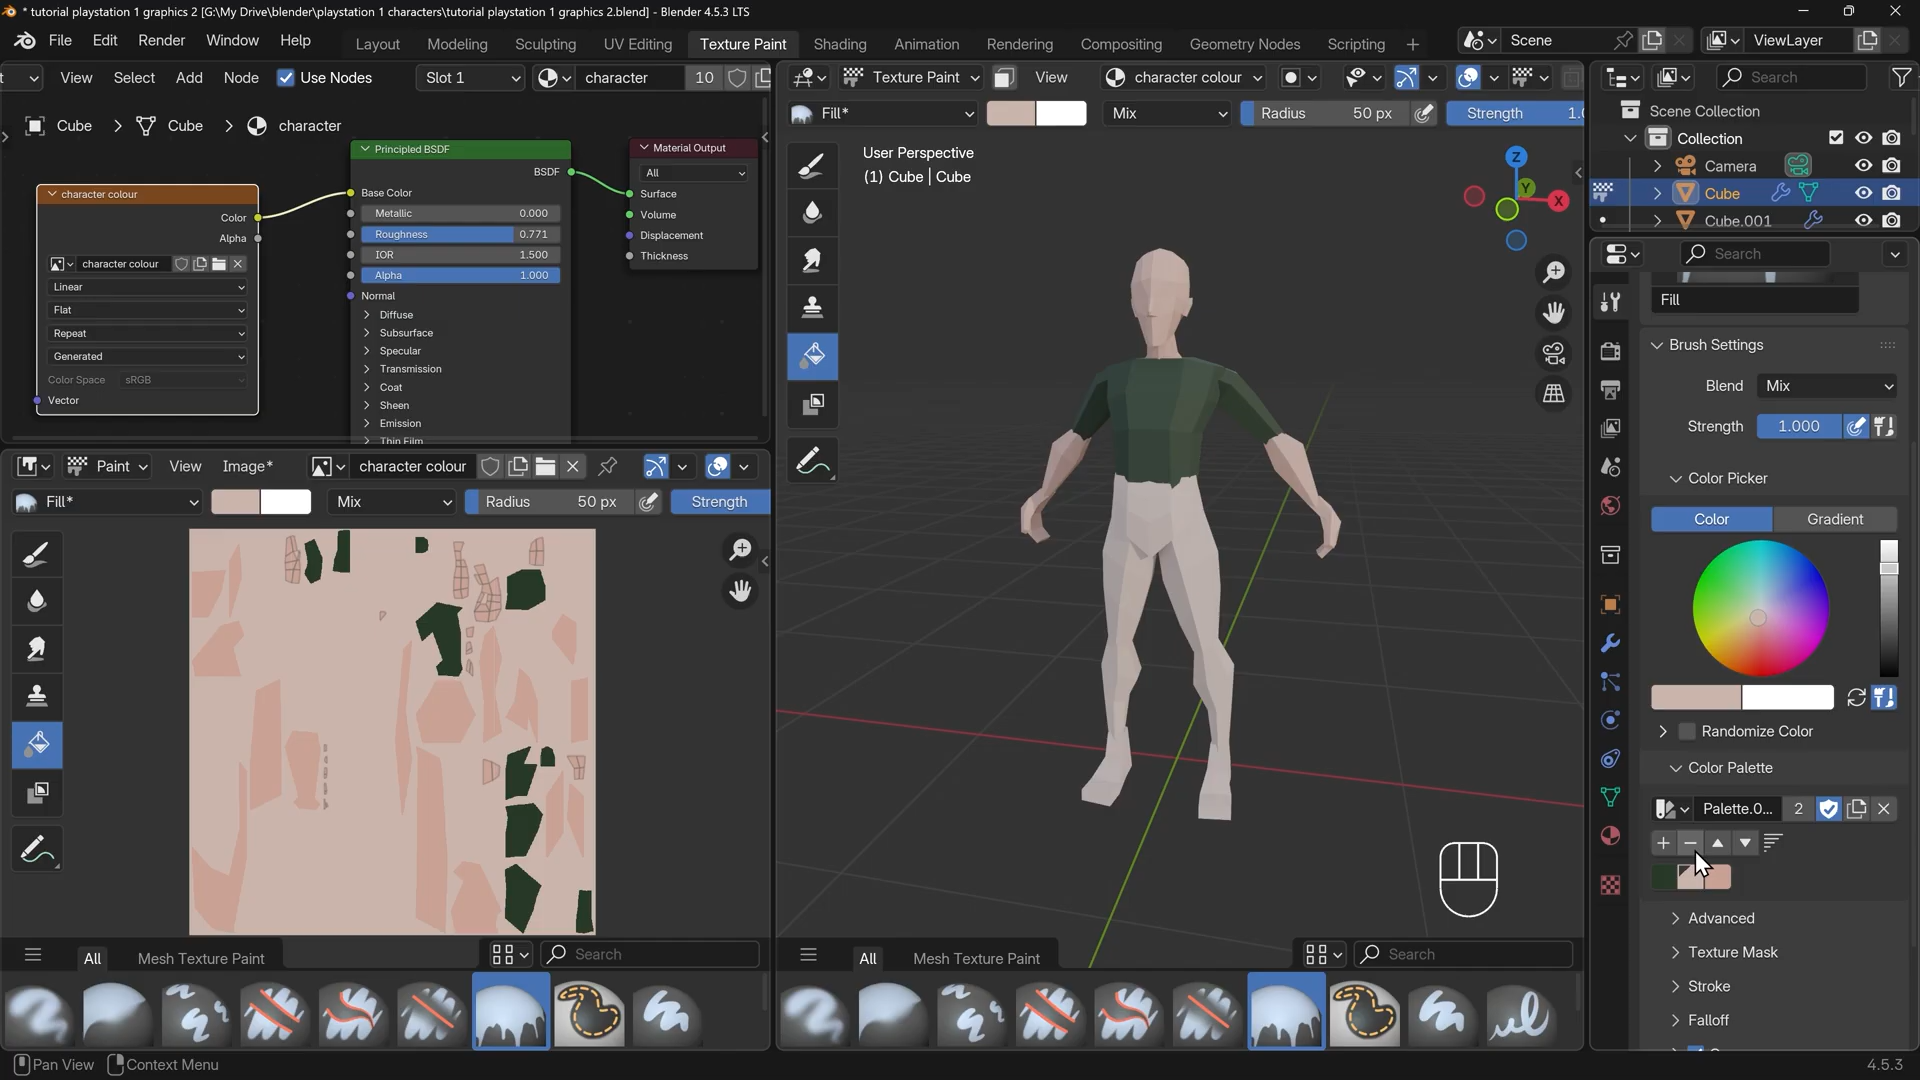 * tutorial playstation 1 graphics 2 [G:\My Drive\blender\playstation 1 characters\tutorial playstation 1 graphics 2.blend] - Blender 4.5.3 LTS
File Edit Render Window Help
Layout Modeling Sculpting UV Editing Texture Paint Shading Animation Rendering Compositing Geometry Nodes Scripting
Scene ViewLayer
View Select Add Node Use Nodes Slot 1 character 10
Cube > Cube > character
character colour
Color
Alpha
character colour
Linear
Flat
Repeat
Generated
Color Space sRGB
Vector
Principled BSDF
BSDF
Base Color
Metallic 0.000
Roughness 0.771
IOR 1.500
Alpha 1.000
Normal
Diffuse
Subsurface
Specular
Transmission
Coat
Sheen
Emission
Thin Film
Material Output
All
Surface
Volume
Displacement
Thickness
Paint View Image* character colour
Fill* Mix Radius 50 px Strength
All Mesh Texture Paint Search
Texture Paint View character colour
Fill* Mix Radius 50 px Strength 1.0
User Perspective
(1) Cube | Cube
Z
Y
X
All Mesh Texture Paint Search
Search
Scene Collection
Collection
Camera
Cube
Cube.001
Search
Fill
Brush Settings
Blend Mix
Strength 1.000
Color Picker
Color Gradient
Randomize Color
Color Palette
Palette.0... 2
Advanced
Texture Mask
Stroke
Falloff
Pan View Context Menu
4.5.3